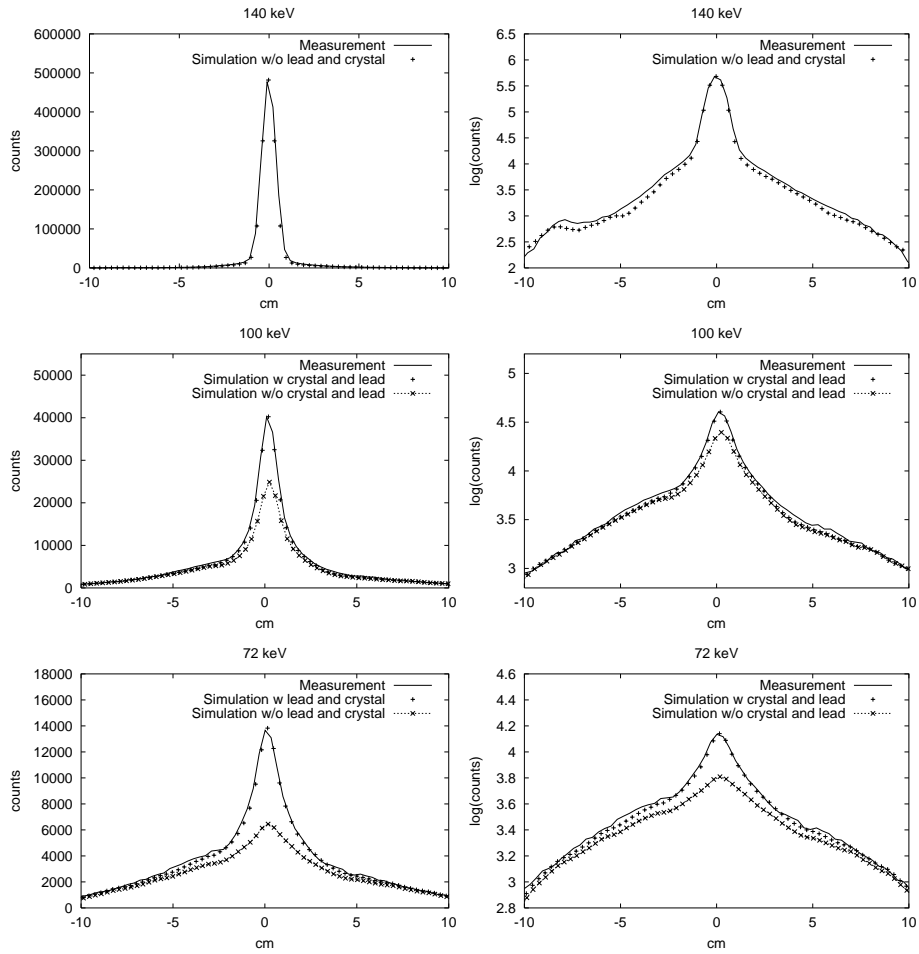 140 keV
600000
500000
400000
300000
200000
100000
0
counts
-10 -5 0 5 10
cm
Measurement
Simulation w/o lead and crystal
140 keV
6.5
6
5.5
5
4.5
4
3.5
3
2.5
2
log(counts)
-10 -5 0 5 10
cm
Measurement
Simulation w/o lead and crystal
100 keV
50000
40000
30000
20000
10000
0
counts
-10 -5 0 5 10
cm
Measurement
Simulation w crystal and lead
Simulation w/o crystal and lead
100 keV
5
4.5
4
3.5
3
log(counts)
-10 -5 0 5 10
cm
Measurement
Simulation w crystal and lead
Simulation w/o crystal and lead
72 keV
18000
16000
14000
12000
10000
8000
6000
4000
2000
0
counts
-10 -5 0 5 10
cm
Measurement
Simulation w lead and crystal
Simulation w/o lead and crystal
72 keV
4.6
4.4
4.2
4
3.8
3.6
3.4
3.2
3
2.8
log(counts)
-10 -5 0 5 10
cm
Measurement
Simulation w lead and crystal
Simulation w/o crystal and lead